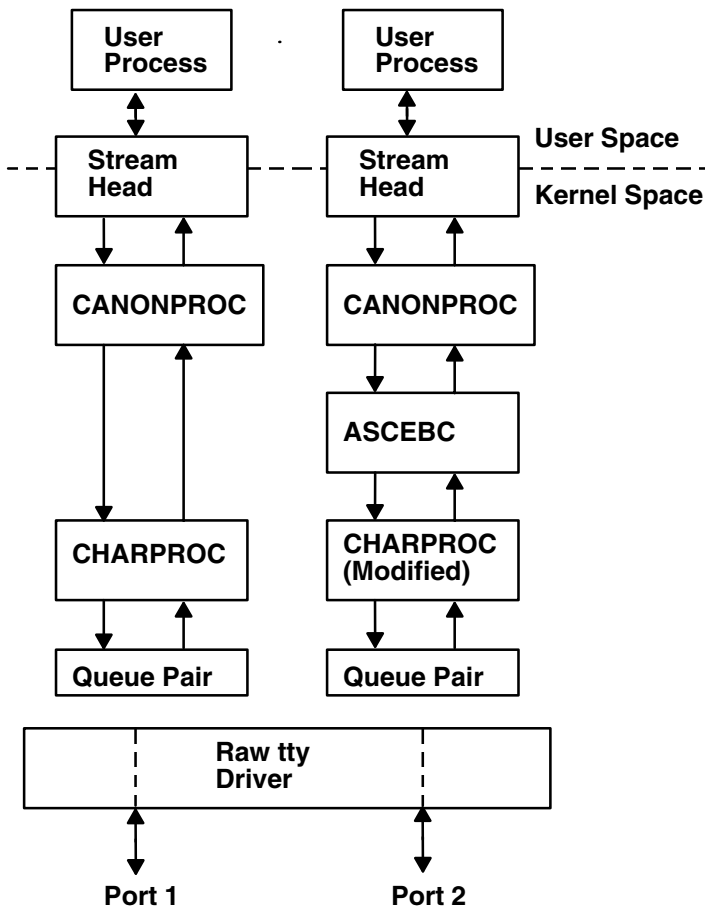 User
Process
User
Process
Stream
Head
Stream
Head
User Space
Kernel Space
CANONPROC
CANONPROC
ASCEBC
CHARPROC
CHARPROC
(Modified)
Queue Pair
Queue Pair
Raw tty
Driver
Port 1
Port 2